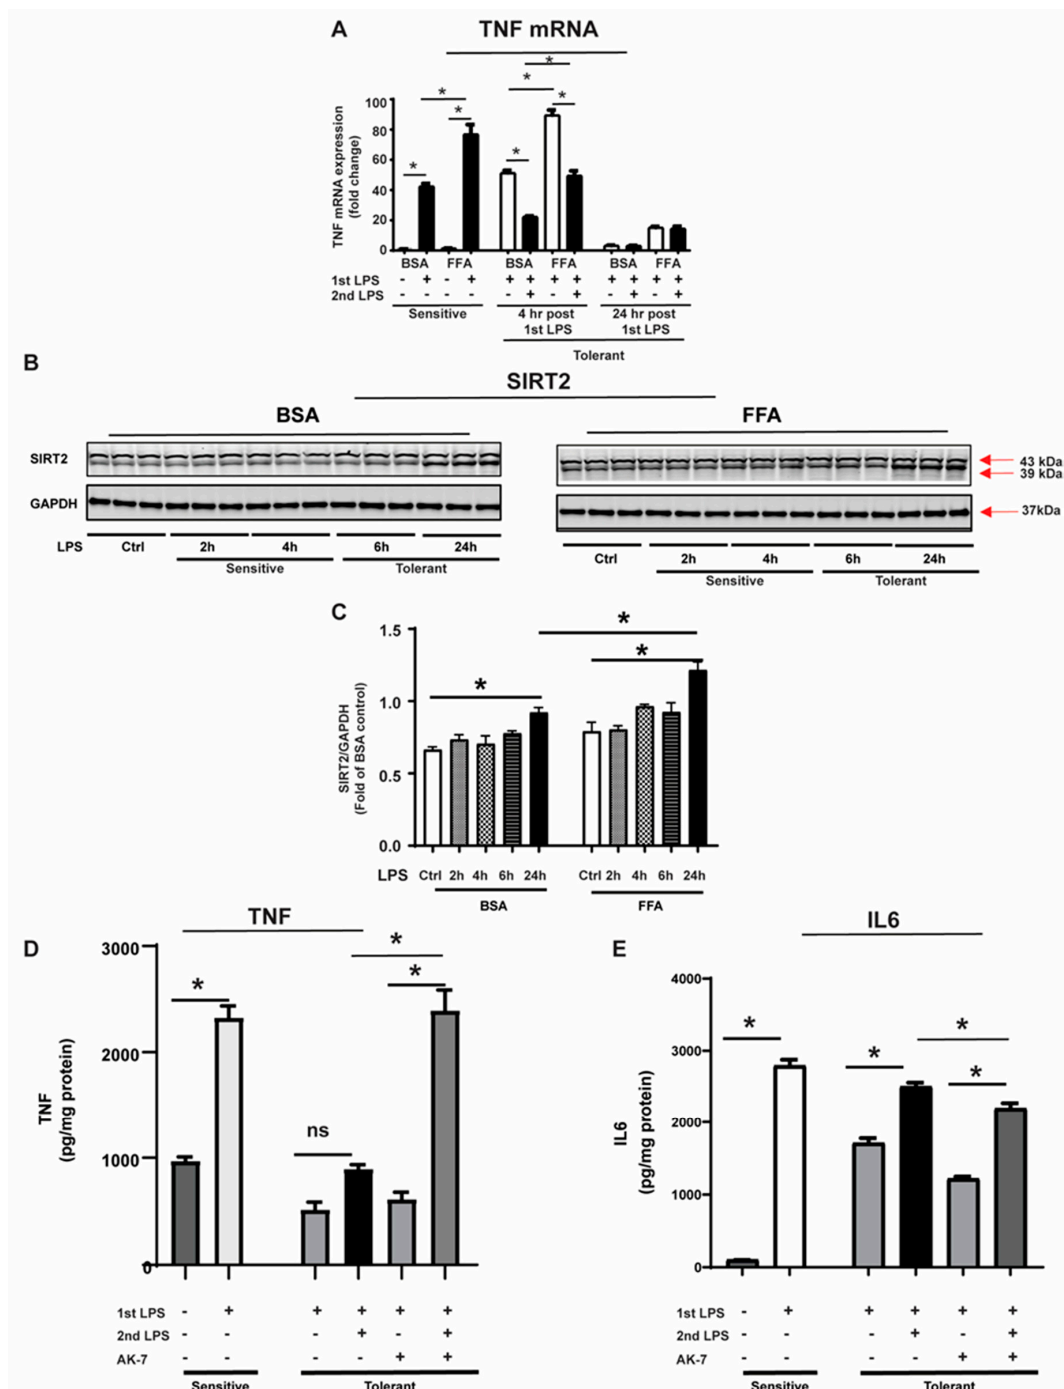 A
TNF mRNA
TNF mRNA expression
(fold change)
100
80
60
40
20
0
* * * * * * *
BSA FFA BSA FFA BSA FFA
1st LPS - + - + + + + + + + + +
2nd LPS - - - - - + - + - + - +
Sensitive 4 hr post 24 hr post
1st LPS 1st LPS
Tolerant
B
SIRT2
BSA FFA
SIRT2 43 kDa
39 kDa
GAPDH 37kDa
LPS Ctrl 2h 4h 6h 24h Ctrl 2h 4h 6h 24h
Sensitive Tolerant Sensitive Tolerant
C
SIRT2/GAPDH
(Fold of BSA control)
1.5
1.0
0.5
0.0
* * *
LPS Ctrl 2h 4h 6h 24h Ctrl 2h 4h 6h 24h
BSA FFA
D
TNF
TNF
(pg/mg protein)
3000
2000
1000
0
* ns * *
1st LPS - + + + + +
2nd LPS - - - + - +
AK-7 - - - - + +
Sensitive Tolerant
E
IL6
IL6
(pg/mg protein)
4000
3000
2000
1000
0
* * * *
1st LPS - + + + + +
2nd LPS - - - + - +
AK-7 - - - - + +
Sensitive Tolerant